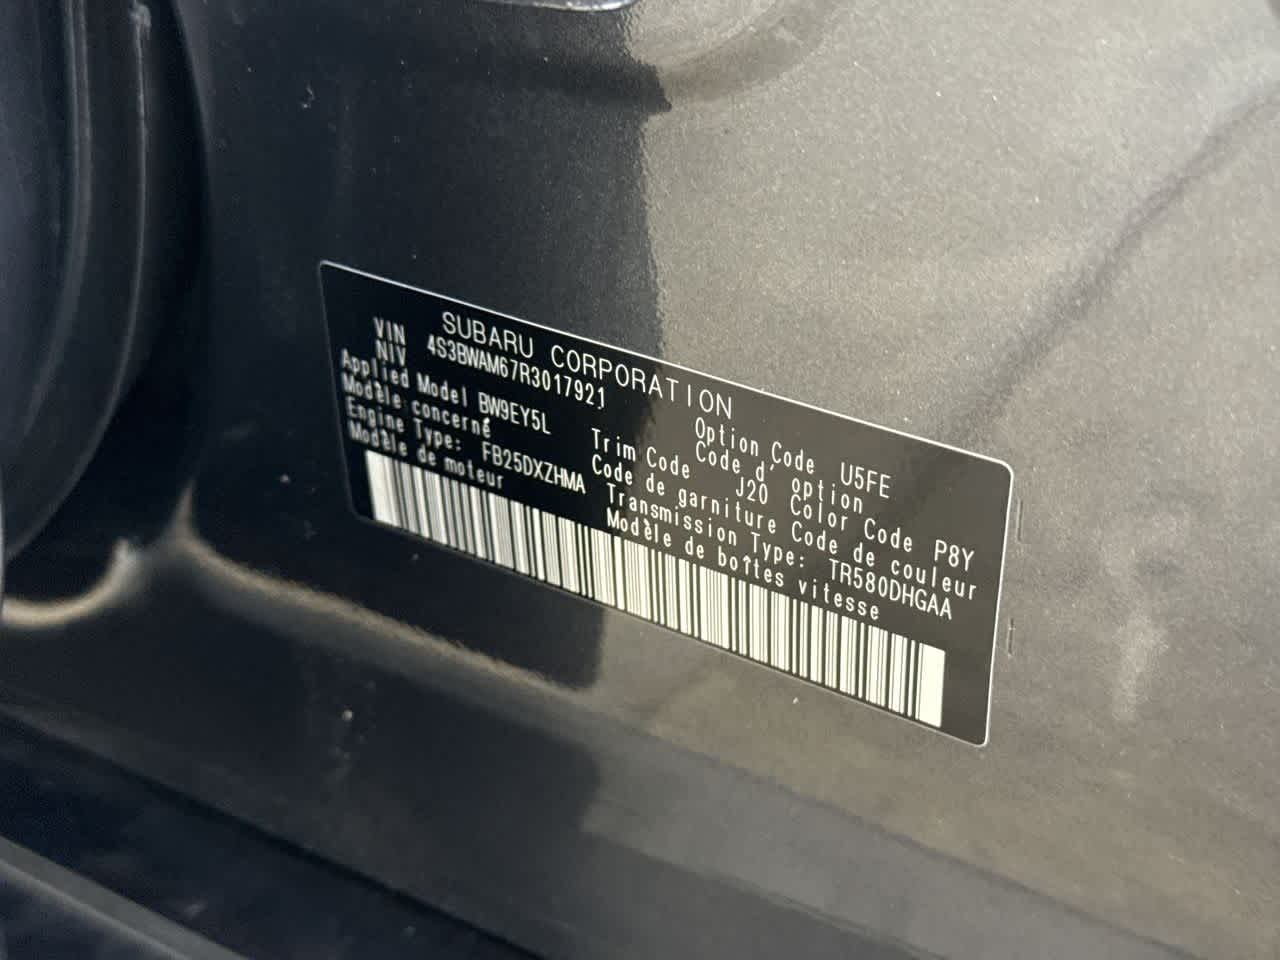 SUBARU CORPORATION
VIN
NIV 4S3BWAM67R3017921
Option Code U5FE
Code d' option
Applied Model BW9EY5L
Modèle concerné
Trim Code J20 Color Code P8Y
Code de garniture Code de couleur
Engine Type: FB25DXZHMA
Modèle de moteur
Transmission Type: TR580DHGAA
Modèle de boîtes vitesse